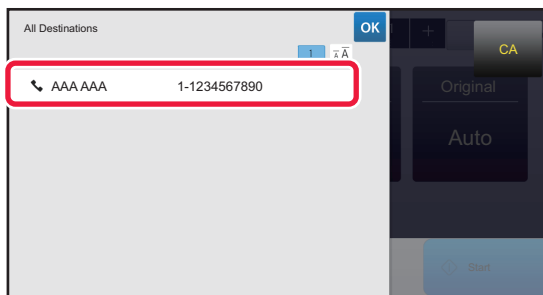 All Destinations
OK
1
A A
CA
AAA AAA 1-1234567890
Original
Auto
Start